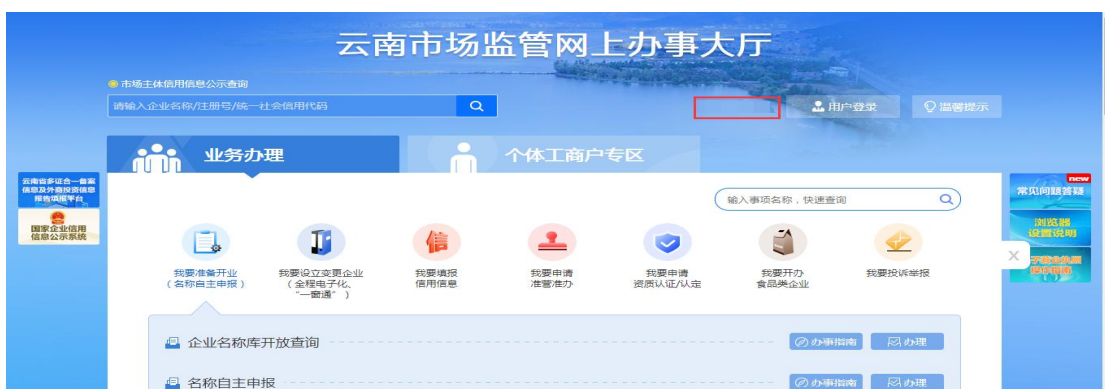 云南市场监管网上办事大厅
市场主体信用信息公示查询
请输入企业名称/注册号/统一社会信用代码
用户登录
温馨提示
业务办理
个体工商户专区
云南省多证合一备案
信息及外商投资信息
报告填报平台
国家企业信用
信息公示系统
输入事项名称，快速查询
new
常见问题答疑
浏览器
设置说明
X
子营业执照
操作指南
我要准备开业
（名称自主申报）
我要设立变更企业
（全程电子化、
“一窗通”）
信
我要填报
信用信息
我要申请
准营准办
我要申请
资质认证/认定
我要开办
食品类企业
我要投诉举报
企业名称库开放查询
办事指南
办理
名称自主申报
办事指南
办理